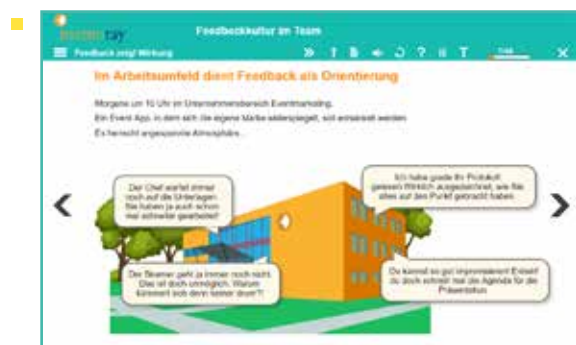 Feedbackkultur im Team
Feedback zeigt Wirkung
Im Arbeitsumfeld dient Feedback als Orientierung
Morgens um 10 Uhr im Unternehmensbereich Eventmarketing.
Ein Event App, in dem sich die eigene Marke widerspiegelt, soll entwickelt werden.
Es herrscht angespannte Atmosphäre...
Der Chef wartet immer
noch auf die Unterlagen.
Sie haben ja auch schon
mal schneller gearbeitet!
Ich habe grade Ihr Protokoll
gelesen. Wirklich ausgezeichnet, wie Sie
alles auf den Punkt gebracht haben.
Der Beamer geht ja immer noch nicht.
Das ist doch unmöglich. Warum
kümmert sich denn keiner drum?!
Du kannst so gut improvisieren! Entwirf
du doch schnell mal die Agenda für die
Präsentation.